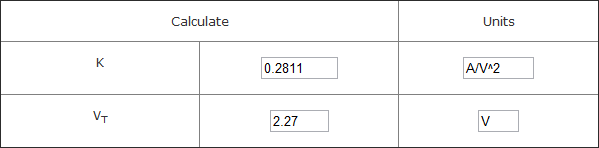 Calculate Units
K 0.2811 A/V^2
VT 2.27 V